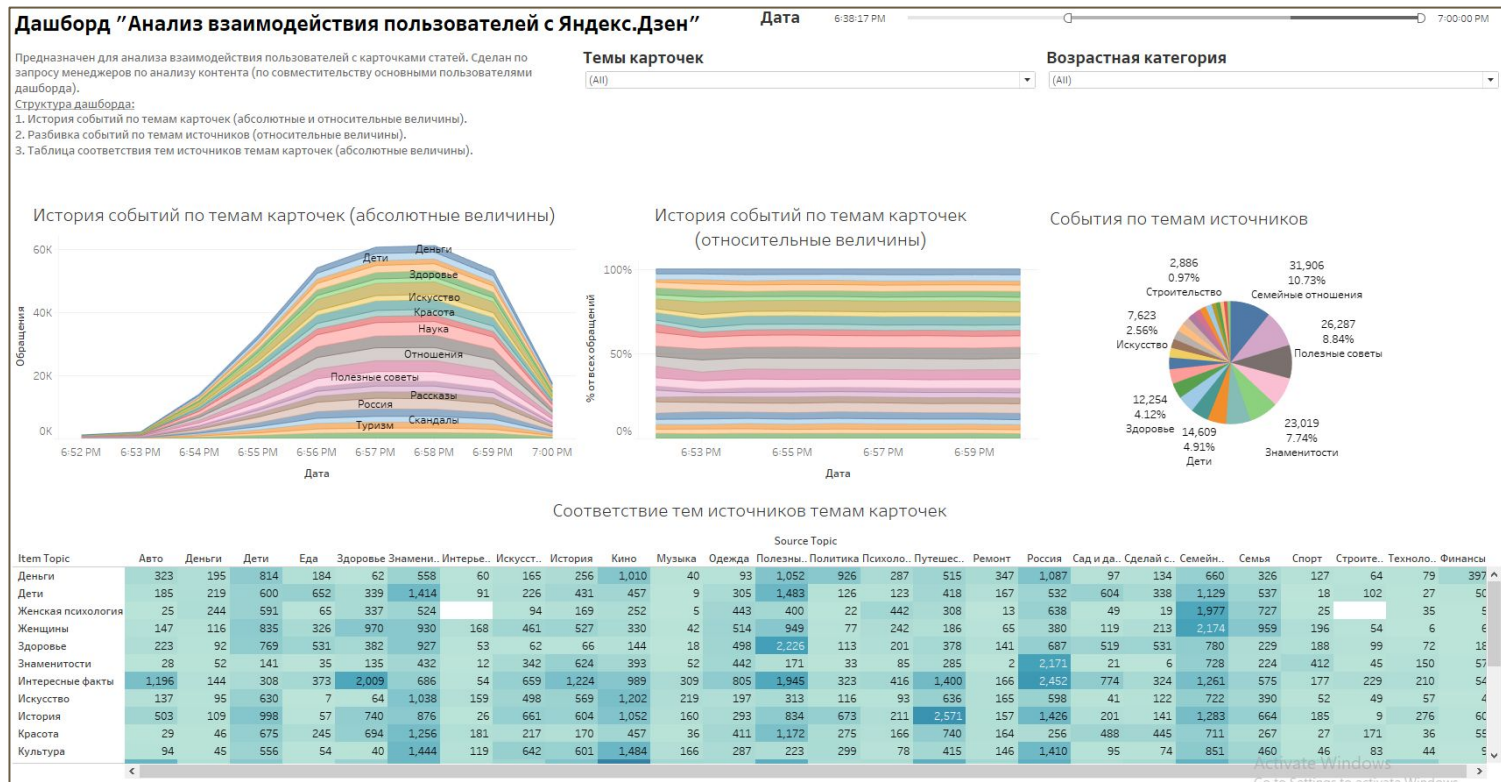 Дашборд "Анализ взаимодействия пользователей с Яндекс.Дзен"
Дата 6:38:17 PM 7:00:00 PM
Предназначен для анализа взаимодействия пользователей с карточками статей. Сделан по
запросу менеджеров по анализу контента (по совместительству основными пользователями
дашборда).
Структура дашборда:
1. История событий по темам карточек (абсолютные и относительные величины).
2. Разбивка событий по темам источников (относительные величины).
3. Таблица соответствия тем источников темам карточек (абсолютные величины).
Темы карточек
(All)
Возрастная категория
(All)
История событий по темам карточек (абсолютные величины)
Обращения
60K
40K
20K
0K
Деньги
Дети
Здоровье
Искусство
Красота
Наука
Отношения
Полезные советы
Рассказы
Россия
Скандалы
Туризм
6:52 PM 6:53 PM 6:54 PM 6:55 PM 6:56 PM 6:57 PM 6:58 PM 6:59 PM 7:00 PM
Дата
История событий по темам карточек
(относительные величины)
% от всех обращений
100%
50%
0%
6:53 PM 6:55 PM 6:57 PM 6:59 PM
Дата
События по темам источников
2,886
0.97%
Строительство
31,906
10.73%
Семейные отношения
7,623
2.56%
Искусство
26,287
8.84%
Полезные советы
12,254
4.12%
Здоровье
14,609
4.91%
Дети
23,019
7.74%
Знаменитости
Соответствие тем источников темам карточек
Source Topic
Item Topic Авто Деньги Дети Еда Здоровье Знамени.. Интерье.. Искусст.. История Кино Музыка Одежда Полезны.. Политика Психоло.. Путешес.. Ремонт Россия Сад и да.. Сделай с.. Семейн.. Семья Спорт Строите.. Техноло.. Финансы
Деньги 323 195 814 184 62 558 60 165 256 1,010 40 93 1,052 926 287 515 347 1,087 97 134 660 326 127 64 79 397
Дети 185 219 600 652 339 1,414 91 226 431 457 9 305 1,483 126 123 418 167 532 604 338 1,129 537 18 102 27 50
Женская психология 25 244 591 65 337 524 94 169 252 5 443 400 22 442 308 13 638 49 19 1,977 727 25 35 5
Женщины 147 116 835 326 970 930 168 461 527 330 42 514 949 77 242 186 65 380 119 213 2,174 959 196 54 6 6
Здоровье 223 92 769 531 382 927 53 62 66 144 18 498 2,226 113 201 378 141 687 519 531 780 229 188 99 72 18
Знаменитости 28 52 141 35 135 432 12 342 624 393 52 442 171 33 85 285 2 2,171 21 6 728 224 412 45 150 57
Интересные факты 1,196 144 308 373 2,009 686 54 659 1,224 989 309 805 1,945 323 416 1,400 166 2,452 774 324 1,261 575 177 229 210 54
Искусство 137 95 630 7 64 1,038 159 498 569 1,202 219 197 313 116 93 636 165 598 41 122 722 390 52 49 57 4
История 503 109 998 57 740 876 26 661 604 1,052 160 293 834 673 211 2,571 157 1,426 201 141 1,283 664 185 9 276 60
Красота 29 46 675 245 694 1,256 181 217 170 457 36 411 1,172 275 166 740 164 256 488 445 711 267 27 171 36 55
Культура 94 45 556 54 40 1,444 119 642 601 1,484 166 287 223 299 78 415 146 1,410 95 74 851 460 46 83 44 9
Activate Windows